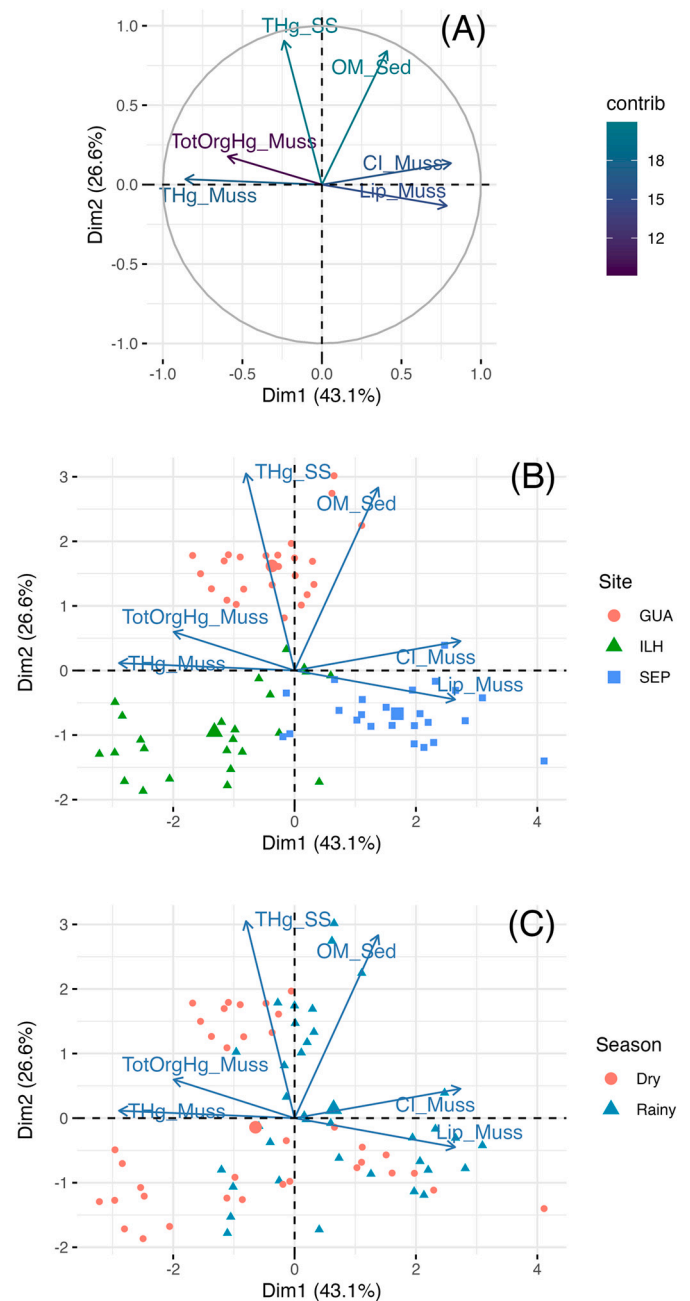 (A)
1.0
0.5
0.0
-0.5
-1.0
Dim2 (26.6%)
THg_SS
OM_Sed
TotOrgHg_Muss
CI_Muss
THg_Muss
Lip_Muss
-1.0 -0.5 0.0 0.5 1.0
Dim1 (43.1%)
contrib
18
15
12
(B)
3
2
1
0
-1
-2
Dim2 (26.6%)
THg_SS
OM_Sed
TotOrgHg_Muss
THg_Muss
CI_Muss
Lip_Muss
-2 0 2 4
Dim1 (43.1%)
Site
GUA
ILH
SEP
(C)
3
2
1
0
-1
-2
Dim2 (26.6%)
THg_SS
OM_Sed
TotOrgHg_Muss
THg_Muss
CI_Muss
Lip_Muss
-2 0 2 4
Dim1 (43.1%)
Season
Dry
Rainy